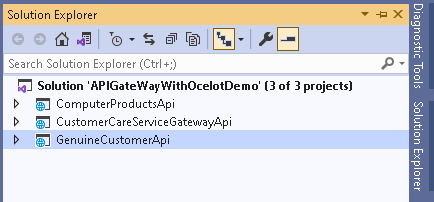 Solution Explorer
Search Solution Explorer (Ctrl+;)
Solution 'APIGateWayWithOcelotDemo' (3 of 3 projects)
ComputerProductsApi
CustomerCareServiceGatewayApi
GenuineCustomerApi
Diagnostic Tools
Solution Explorer